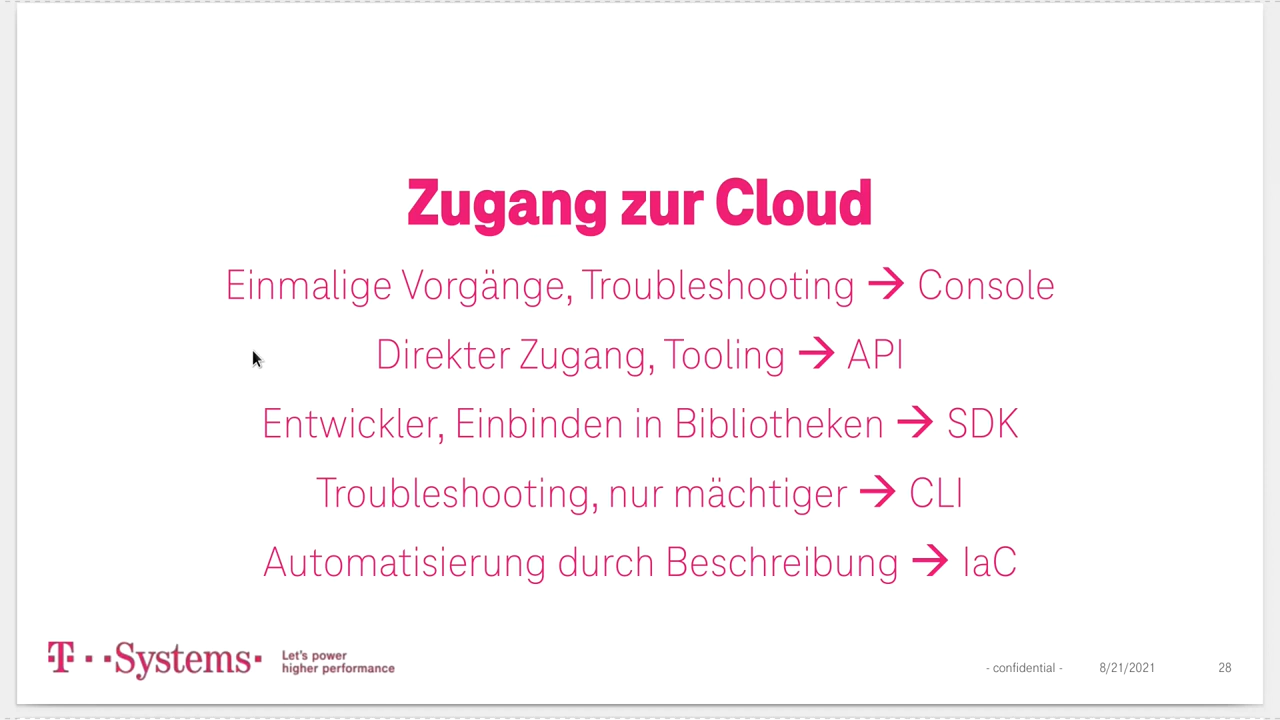 Zugang zur Cloud
Einmalige Vorgänge, Troubleshooting → Console
Direkter Zugang, Tooling → API
Entwickler, Einbinden in Bibliotheken → SDK
Troubleshooting, nur mächtiger → CLI
Automatisierung durch Beschreibung → IaC
T · · Systems ·
Let's power
higher performance
- confidential - 8/21/2021 28